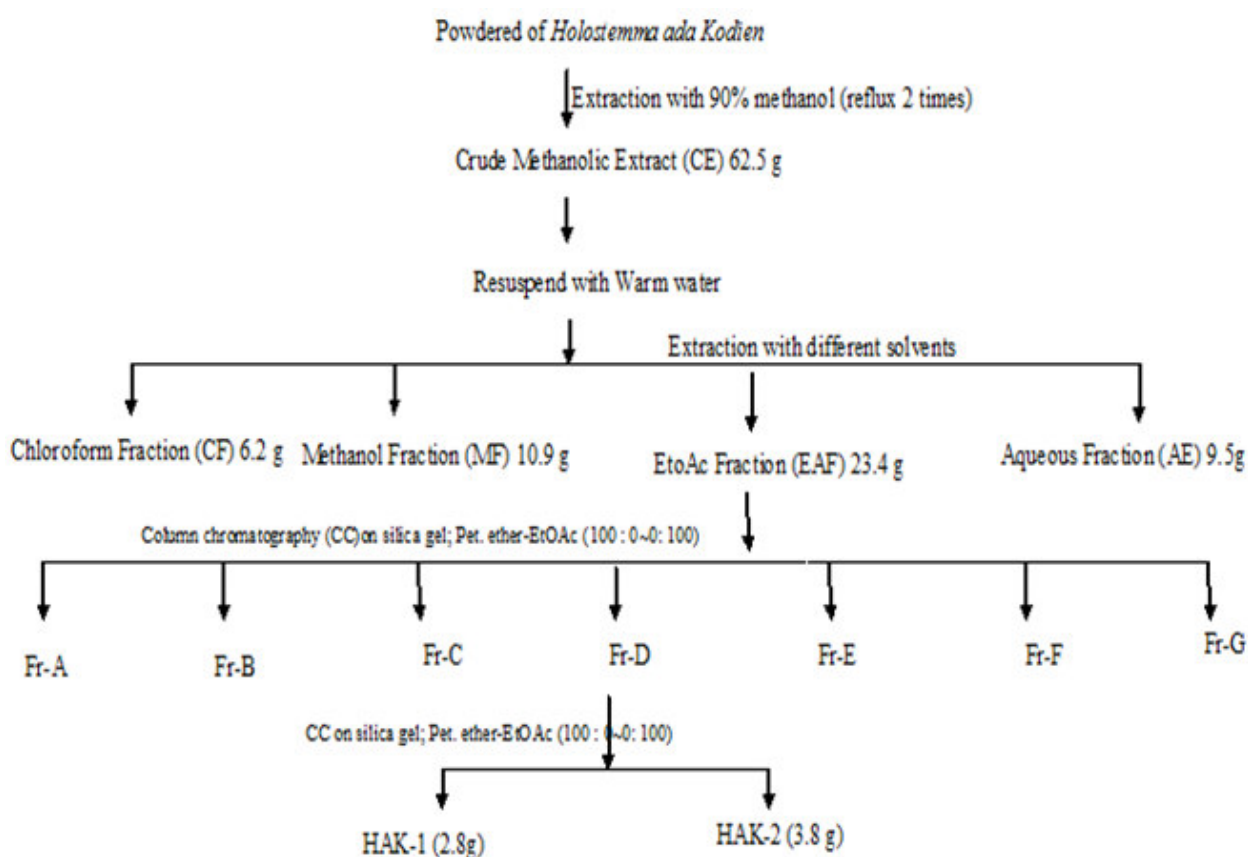 Powdered of Holostemma ada Kodien
Extraction with 90% methanol (reflux 2 times)
Crude Methanolic Extract (CE) 62.5 g
Resuspend with Warm water
Extraction with different solvents
Chloroform Fraction (CF) 6.2 g
Methanol Fraction (MF) 10.9 g
EtoAc Fraction (EAF) 23.4 g
Aqueous Fraction (AE) 9.5g
Column chromatography (CC)on silica gel; Pet. ether-EtOAc (100 : 0~0: 100)
Fr-A
Fr-B
Fr-C
Fr-D
Fr-E
Fr-F
Fr-G
CC on silica gel; Pet. ether-EtOAc (100 : 0~0: 100)
HAK-1 (2.8g)
HAK-2 (3.8 g)